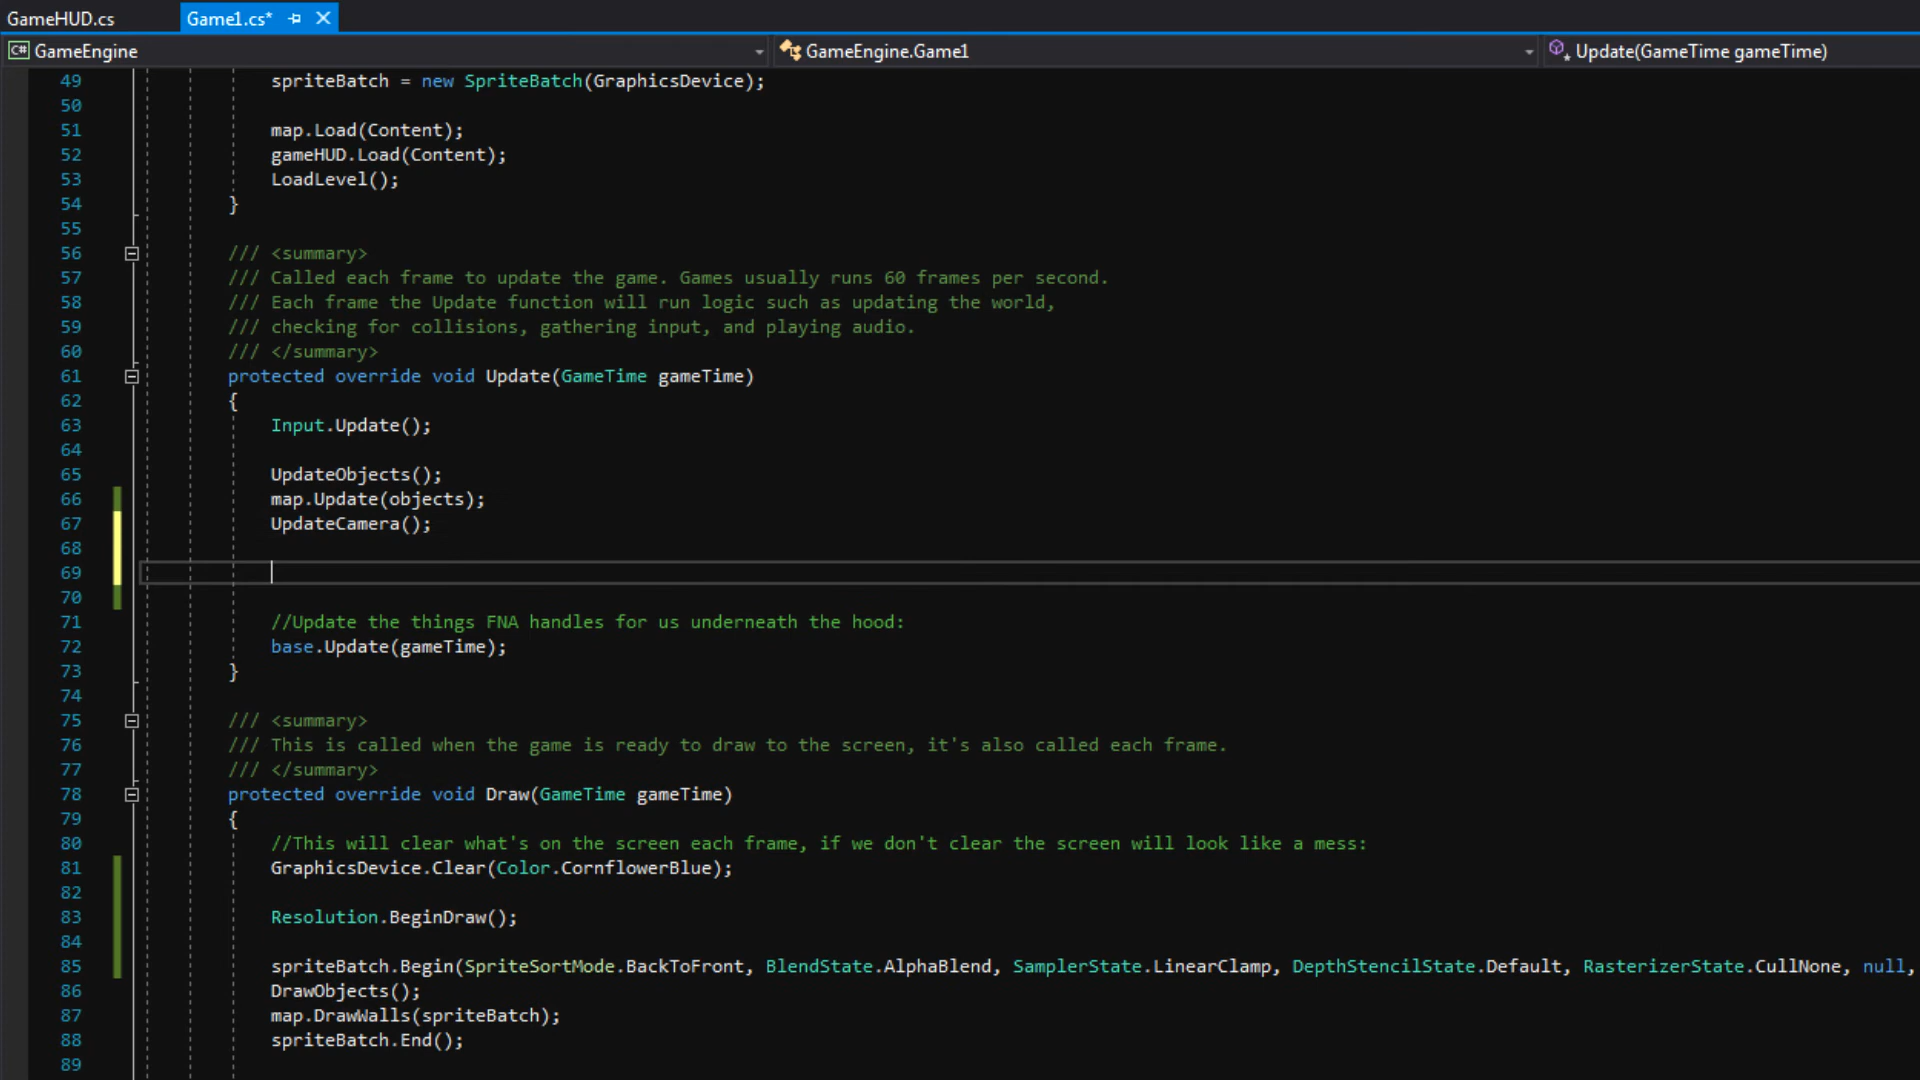 GameHUD.cs Game1.cs*
C# GameEngine GameEngine.Game1 Update(GameTime gameTime)
49 spriteBatch = new SpriteBatch(GraphicsDevice);
50
51 map.Load(Content);
52 gameHUD.Load(Content);
53 LoadLevel();
54 }
55
56 /// <summary>
57 /// Called each frame to update the game. Games usually runs 60 frames per second.
58 /// Each frame the Update function will run logic such as updating the world,
59 /// checking for collisions, gathering input, and playing audio.
60 /// </summary>
61 protected override void Update(GameTime gameTime)
62 {
63 Input.Update();
64
65 UpdateObjects();
66 map.Update(objects);
67 UpdateCamera();
68
69
70
71 //Update the things FNA handles for us underneath the hood:
72 base.Update(gameTime);
73 }
74
75 /// <summary>
76 /// This is called when the game is ready to draw to the screen, it's also called each frame.
77 /// </summary>
78 protected override void Draw(GameTime gameTime)
79 {
80 //This will clear what's on the screen each frame, if we don't clear the screen will look like a mess:
81 GraphicsDevice.Clear(Color.CornflowerBlue);
82
83 Resolution.BeginDraw();
84
85 spriteBatch.Begin(SpriteSortMode.BackToFront, BlendState.AlphaBlend, SamplerState.LinearClamp, DepthStencilState.Default, RasterizerState.CullNone, null,
86 DrawObjects();
87 map.DrawWalls(spriteBatch);
88 spriteBatch.End();
89